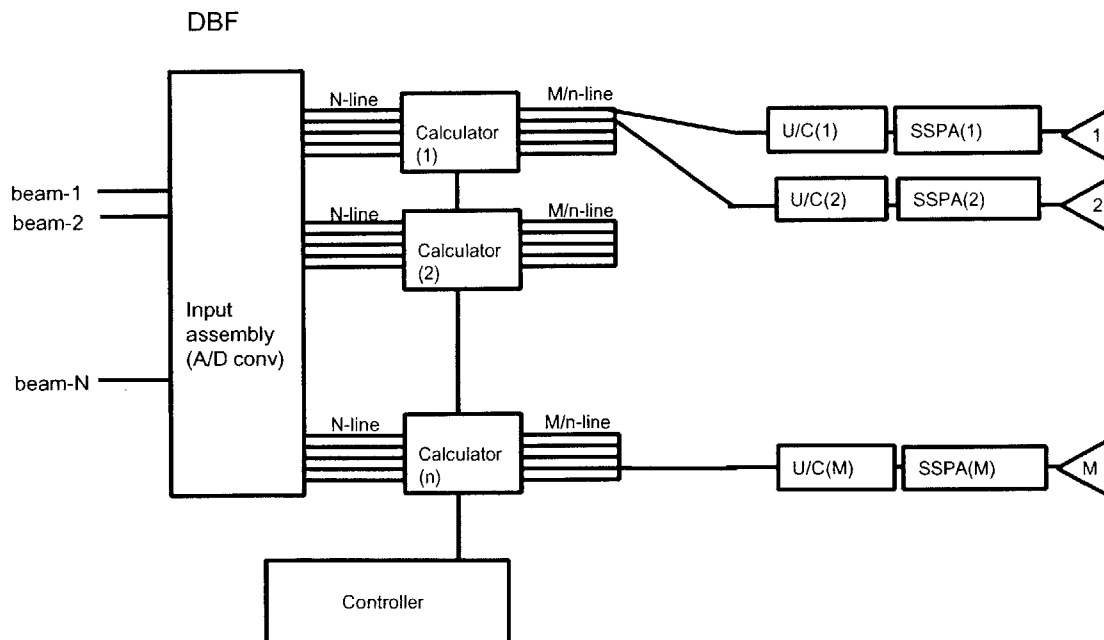 DBF
N-line
M/n-line
Calculator
(1)
U/C(1)
SSPA(1)
1
beam-1
beam-2
U/C(2)
SSPA(2)
2
N-line
M/n-line
Calculator
(2)
Input
assembly
(A/D conv)
beam-N
N-line
M/n-line
Calculator
(n)
U/C(M)
SSPA(M)
M
Controller